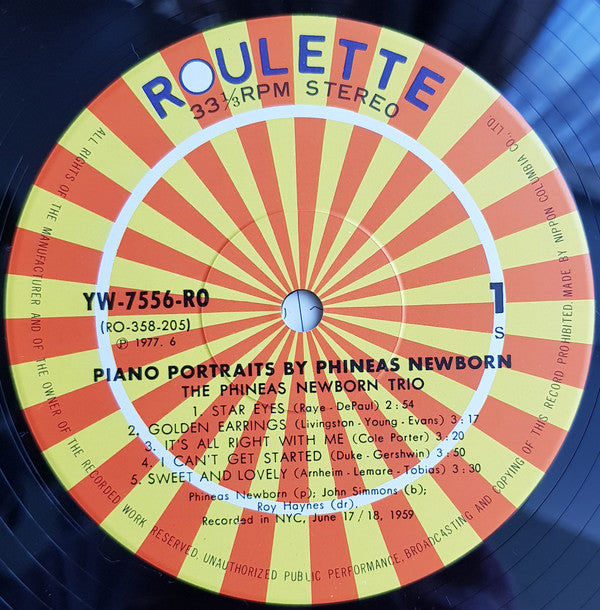 ROULETTE
33⅓ RPM STEREO
YW-7556-RO
(RO-358-205)
Ⓟ 1977. 6
1
S
PIANO PORTRAITS BY PHINEAS NEWBORN
THE PHINEAS NEWBORN TRIO
1. STAR EYES (Raye - DePaul) 2 : 54
2. GOLDEN EARRINGS (Livingston - Young - Evans) 3 : 17
3. IT'S ALL RIGHT WITH ME (Cole Porter) 3 : 20
4. I CAN'T GET STARTED (Duke - Gershwin) 3 : 50
5. SWEET AND LOVELY (Arnheim - Lemare - Tobias) 3 : 30
Phineas Newborn (p); John Simmons (b);
Roy Haynes (dr).
Recorded in NYC, June 17 / 18, 1959
ALL RIGHTS OF THE MANUFACTURER AND OF THE OWNER OF THE RECORDED WORK RESERVED. UNAUTHORIZED PUBLIC PERFORMANCE, BROADCASTING AND COPYING OF THIS RECORD PROHIBITED. MADE BY NIPPON COLUMBIA CO., LTD.